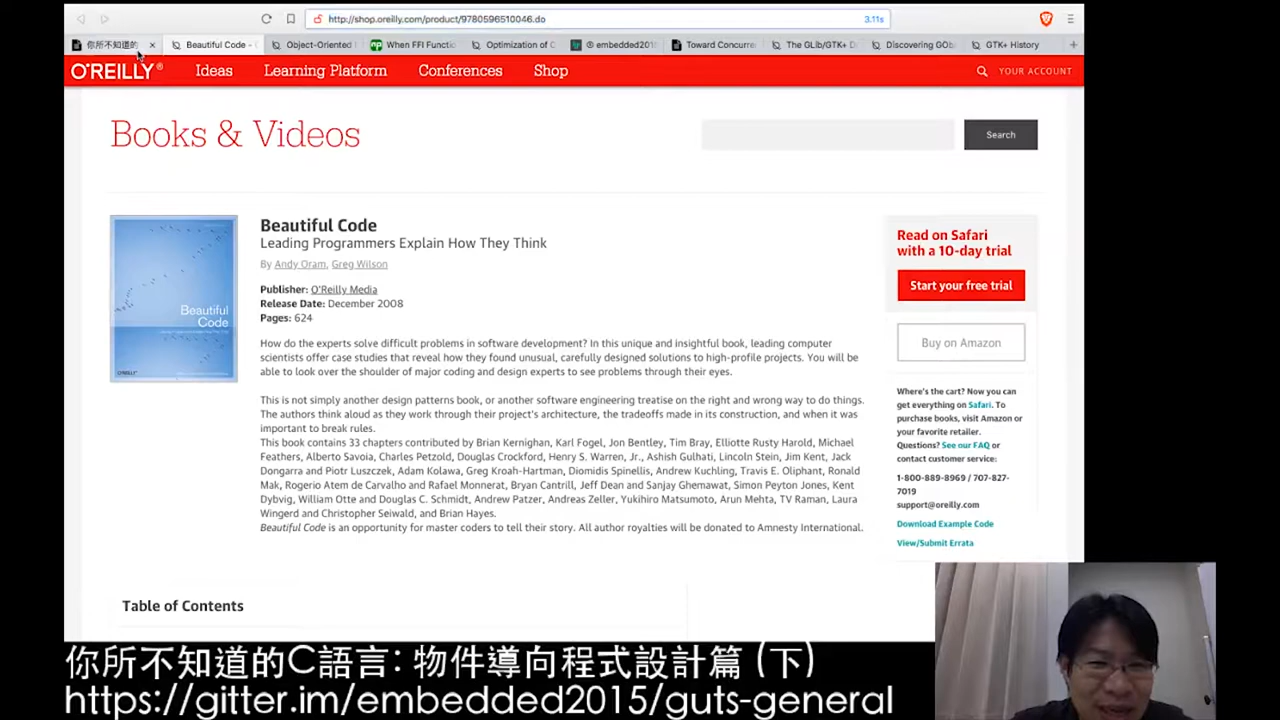 http://shop.oreilly.com/product/9780596510046.do
3.11s
你所不知道的
Beautiful Code -
Object-Oriented
When FFI Functio
Optimization of C
® embedded201
Toward Concurre
The GLib/GTK+ D
Discovering GOb
GTK+ History
O'REILLY®
Ideas
Learning Platform
Conferences
Shop
YOUR ACCOUNT
Books & Videos
Search
Beautiful Code
Leading Programmers Explain How They Think
By Andy Oram, Greg Wilson
Publisher: O'Reilly Media
Release Date: December 2008
Pages: 624
How do the experts solve difficult problems in software development? In this unique and insightful book, leading computer
scientists offer case studies that reveal how they found unusual, carefully designed solutions to high-profile projects. You will be
able to look over the shoulder of major coding and design experts to see problems through their eyes.
This is not simply another design patterns book, or another software engineering treatise on the right and wrong way to do things.
The authors think aloud as they work through their project's architecture, the tradeoffs made in its construction, and when it was
important to break rules.
This book contains 33 chapters contributed by Brian Kernighan, Karl Fogel, Jon Bentley, Tim Bray, Elliotte Rusty Harold, Michael
Feathers, Alberto Savoia, Charles Petzold, Douglas Crockford, Henry S. Warren, Jr., Ashish Gulhati, Lincoln Stein, Jim Kent, Jack
Dongarra and Piotr Luszczek, Adam Kolawa, Greg Kroah-Hartman, Diomidis Spinellis, Andrew Kuchling, Travis E. Oliphant, Ronald
Mak, Rogerio Atem de Carvalho and Rafael Monnerat, Bryan Cantrill, Jeff Dean and Sanjay Ghemawat, Simon Peyton Jones, Kent
Dybvig, William Otte and Douglas C. Schmidt, Andrew Patzer, Andreas Zeller, Yukihiro Matsumoto, Arun Mehta, TV Raman, Laura
Wingerd and Christopher Seiwald, and Brian Hayes.
Beautiful Code is an opportunity for master coders to tell their story. All author royalties will be donated to Amnesty International.
Beautiful
Code
O'REILLY
Read on Safari
with a 10-day trial
Start your free trial
Buy on Amazon
Where's the cart? Now you can
get everything on Safari. To
purchase books, visit Amazon or
your favorite retailer.
Questions? See our FAQ or
contact customer service:
1-800-889-8969 / 707-827-
7019
support@oreilly.com
Download Example Code
View/Submit Errata
Table of Contents
你所不知道的C語言: 物件導向程式設計篇 (下)
https://gitter.im/embedded2015/guts-general